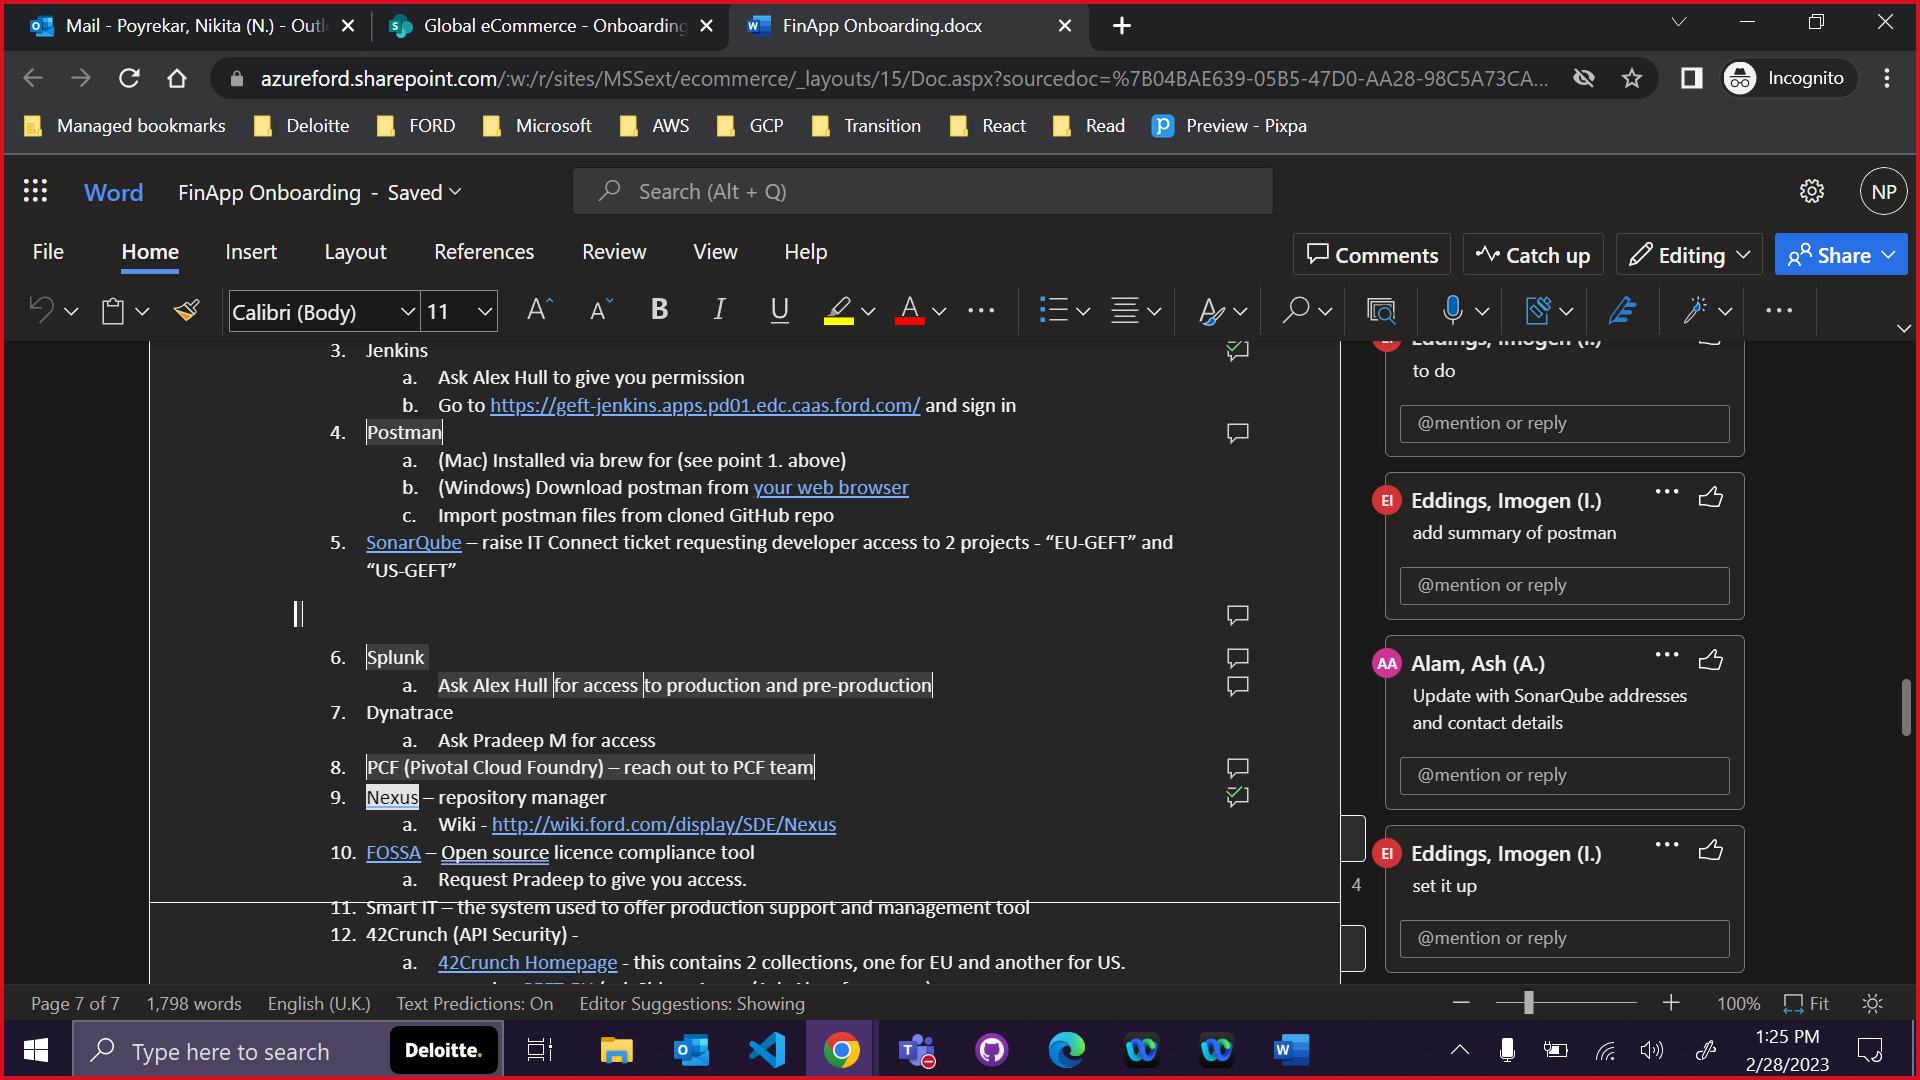 Mail - Poyrekar, Nikita (N.) - Outl
Global eCommerce - Onboarding
FinApp Onboarding.docx
azureford.sharepoint.com/:w:/r/sites/MSSext/ecommerce/_layouts/15/Doc.aspx?sourcedoc=%7B04BAE639-05B5-47D0-AA28-98C5A73CA...
Incognito
Managed bookmarks
Deloitte
FORD
Microsoft
AWS
GCP
Transition
React
Read
Preview - Pixpa
Word
FinApp Onboarding - Saved
Search (Alt + Q)
NP
File
Home
Insert
Layout
References
Review
View
Help
Comments
Catch up
Editing
Share
Calibri (Body)
11
3. Jenkins
a. Ask Alex Hull to give you permission
b. Go to https://geft-jenkins.apps.pd01.edc.caas.ford.com/ and sign in
4. Postman
a. (Mac) Installed via brew for (see point 1. above)
b. (Windows) Download postman from your web browser
c. Import postman files from cloned GitHub repo
5. SonarQube – raise IT Connect ticket requesting developer access to 2 projects - “EU-GEFT” and
“US-GEFT”
6. Splunk
a. Ask Alex Hull for access to production and pre-production
7. Dynatrace
a. Ask Pradeep M for access
8. PCF (Pivotal Cloud Foundry) – reach out to PCF team
9. Nexus – repository manager
a. Wiki - http://wiki.ford.com/display/SDE/Nexus
10. FOSSA – Open source licence compliance tool
a. Request Pradeep to give you access.
11. Smart IT – the system used to offer production support and management tool
12. 42Crunch (API Security) -
a. 42Crunch Homepage - this contains 2 collections, one for EU and another for US.
4
Eddings, Imogen (I.)
to do
@mention or reply
EI
Eddings, Imogen (I.)
add summary of postman
@mention or reply
AA
Alam, Ash (A.)
Update with SonarQube addresses
and contact details
@mention or reply
EI
Eddings, Imogen (I.)
set it up
@mention or reply
Page 7 of 7
1,798 words
English (U.K.)
Text Predictions: On
Editor Suggestions: Showing
100%
Fit
Type here to search
Deloitte.
1:25 PM
2/28/2023